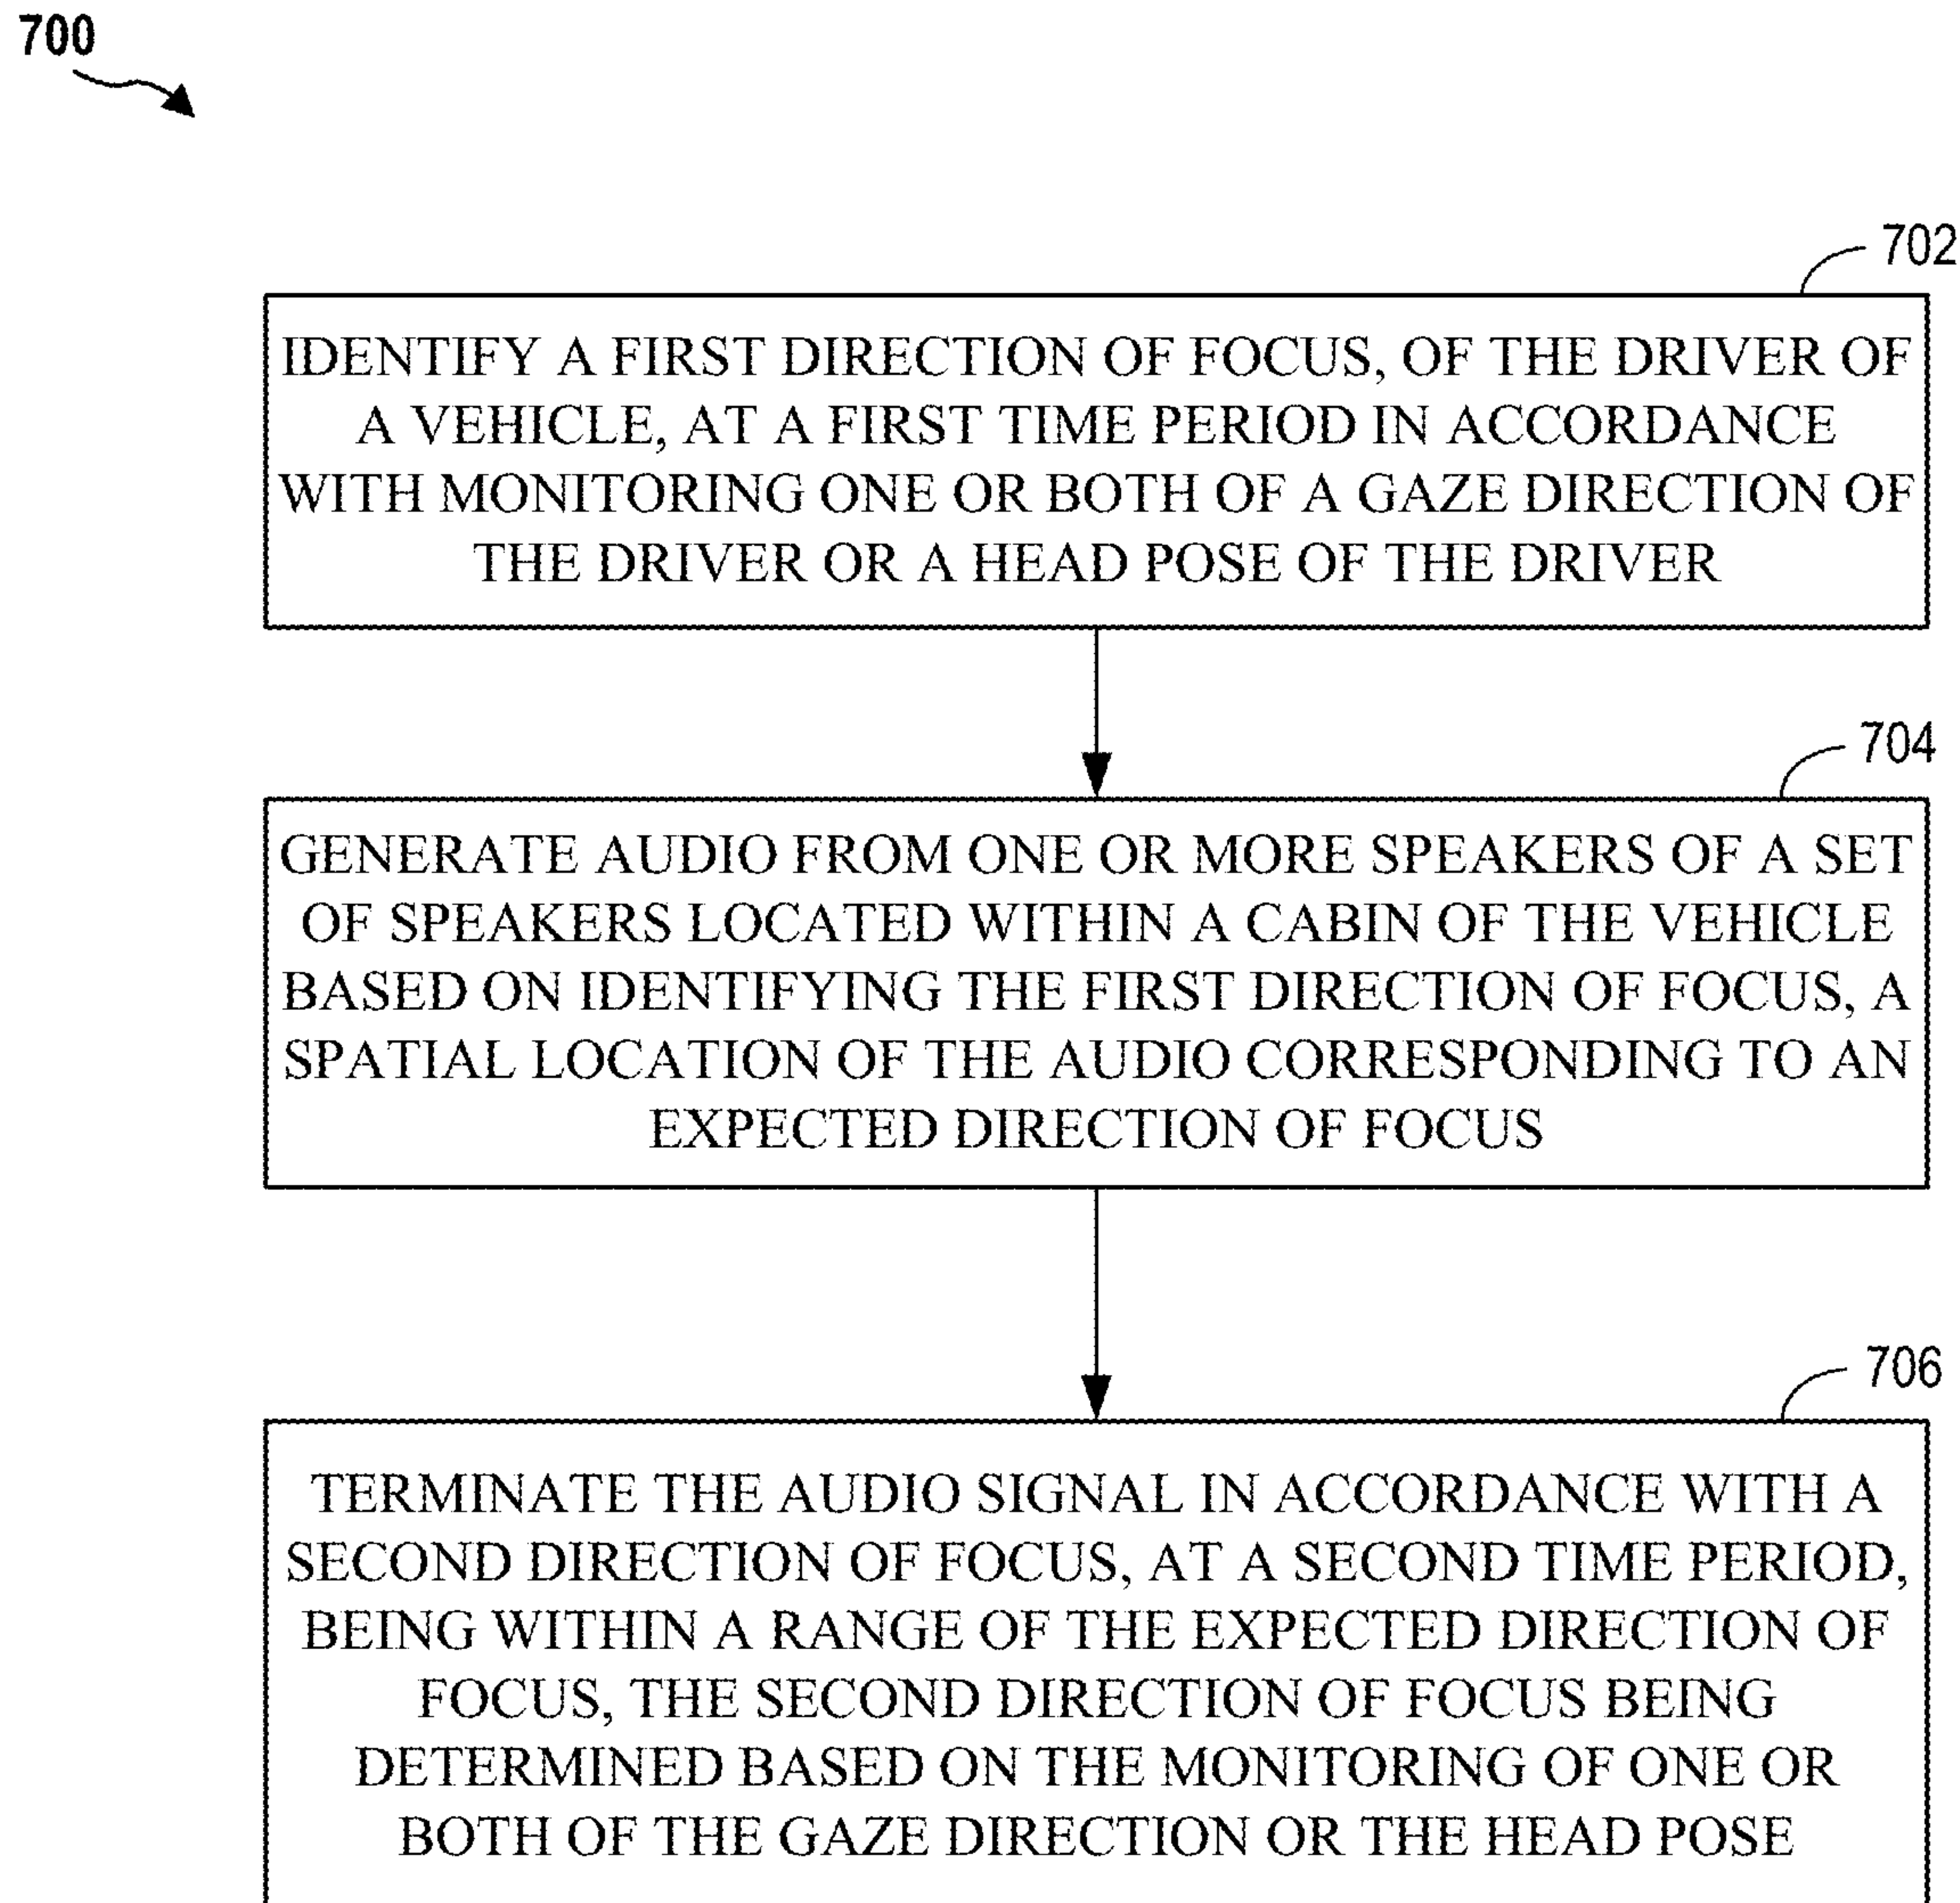 700
702
IDENTIFY A FIRST DIRECTION OF FOCUS, OF THE DRIVER OF
A VEHICLE, AT A FIRST TIME PERIOD IN ACCORDANCE
WITH MONITORING ONE OR BOTH OF A GAZE DIRECTION OF
THE DRIVER OR A HEAD POSE OF THE DRIVER
704
GENERATE AUDIO FROM ONE OR MORE SPEAKERS OF A SET
OF SPEAKERS LOCATED WITHIN A CABIN OF THE VEHICLE
BASED ON IDENTIFYING THE FIRST DIRECTION OF FOCUS, A
SPATIAL LOCATION OF THE AUDIO CORRESPONDING TO AN
EXPECTED DIRECTION OF FOCUS
706
TERMINATE THE AUDIO SIGNAL IN ACCORDANCE WITH A
SECOND DIRECTION OF FOCUS, AT A SECOND TIME PERIOD,
BEING WITHIN A RANGE OF THE EXPECTED DIRECTION OF
FOCUS, THE SECOND DIRECTION OF FOCUS BEING
DETERMINED BASED ON THE MONITORING OF ONE OR
BOTH OF THE GAZE DIRECTION OR THE HEAD POSE